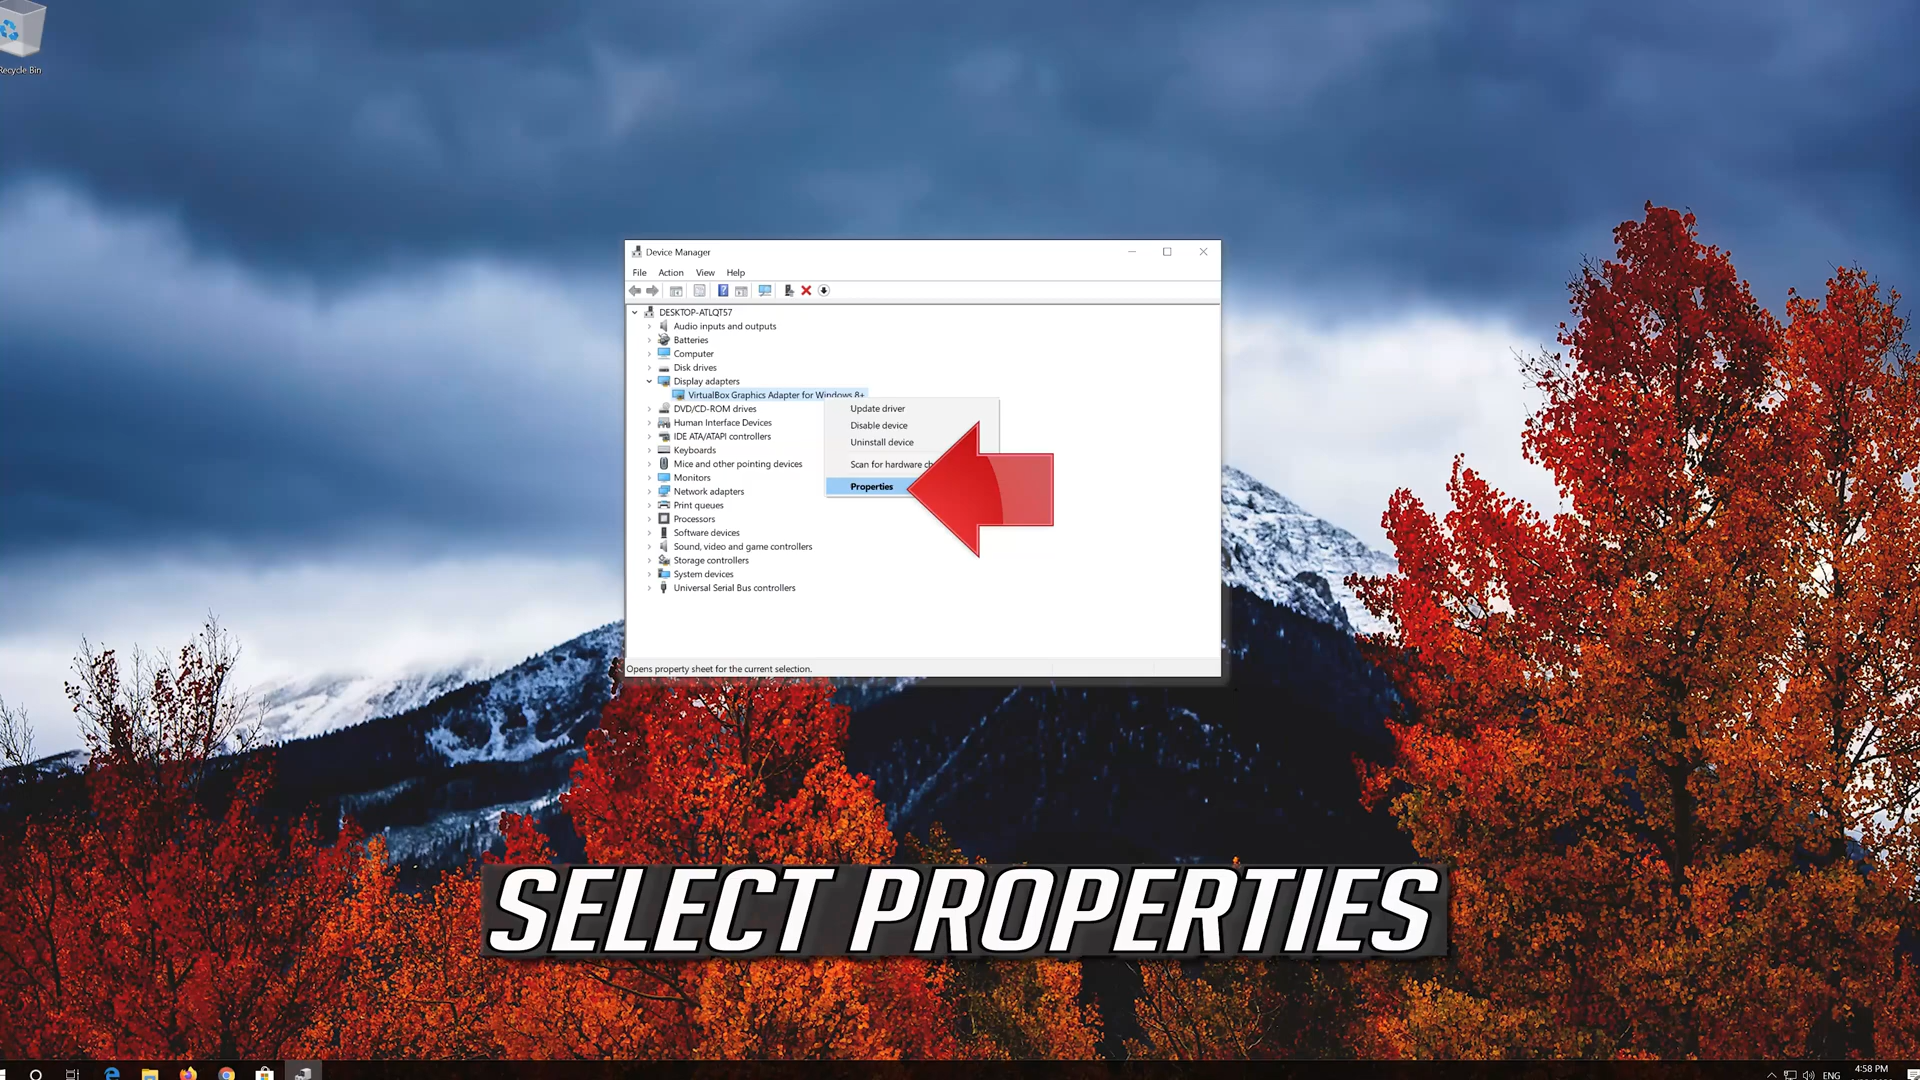 Recycle Bin
Device Manager
File Action View Help
DESKTOP-ATLQT57
Audio inputs and outputs
Batteries
Computer
Disk drives
Display adapters
VirtualBox Graphics Adapter for Windows 8+
DVD/CD-ROM drives
Human Interface Devices
IDE ATA/ATAPI controllers
Keyboards
Mice and other pointing devices
Monitors
Network adapters
Print queues
Processors
Software devices
Sound, video and game controllers
Storage controllers
System devices
Universal Serial Bus controllers
Update driver
Disable device
Uninstall device
Scan for hardware
Properties
Opens property sheet for the current selection.
SELECT PROPERTIES
ENG
4:58 PM